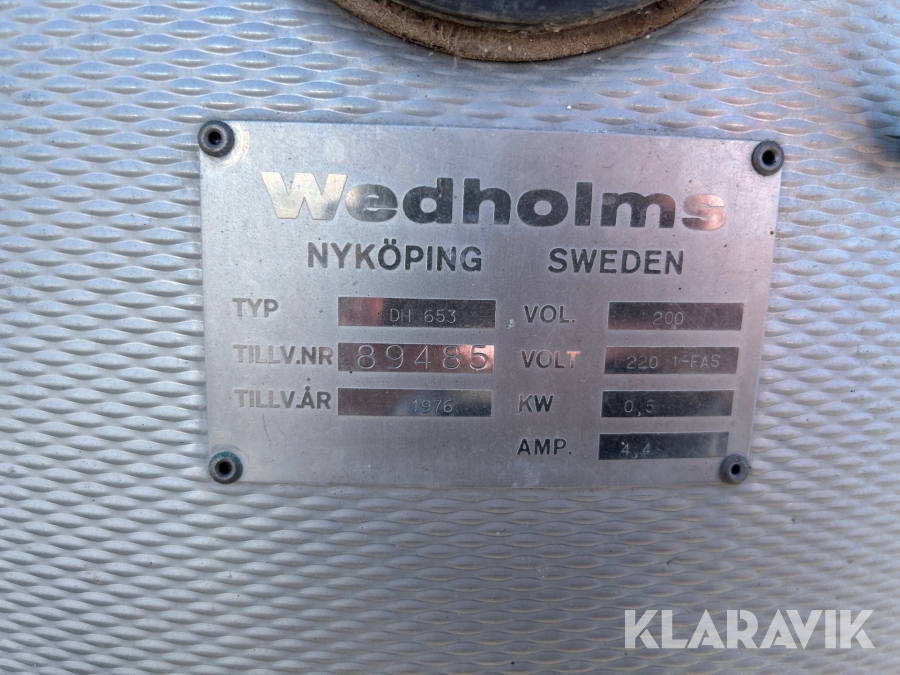 Wedholms
NYKÖPING SWEDEN
TYP DH 653 VOL. 200
TILLV.NR 89485 VOLT 220 1-FAS
TILLV.ÅR 1976 KW 0,5
AMP. 4,4
KLARAVIK